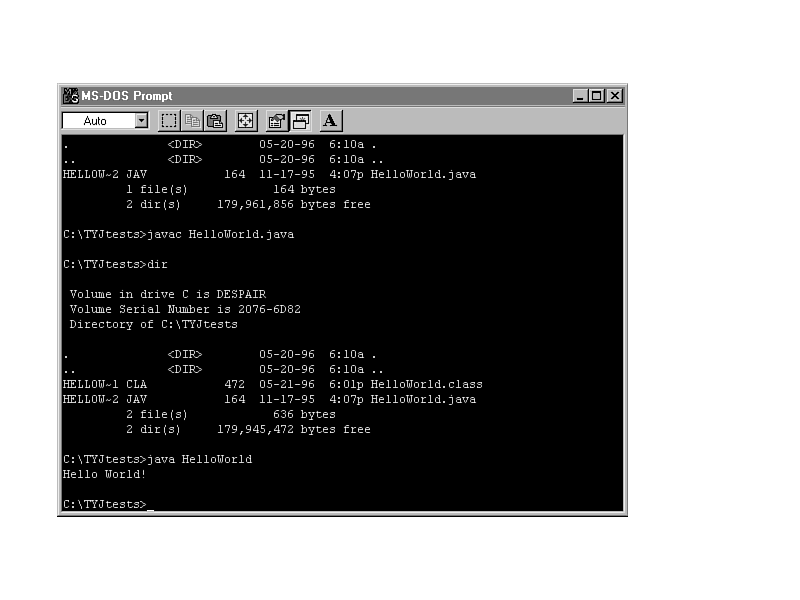 MS-DOS Prompt
Auto
A
.              <DIR>        05-20-96  6:10a .
..             <DIR>        05-20-96  6:10a ..
HELLOW~2 JAV           164  11-17-95  4:07p HelloWorld.java
         1 file(s)            164 bytes
         2 dir(s)     179,961,856 bytes free
C:\TYJtests>javac HelloWorld.java
C:\TYJtests>dir
Volume in drive C is DESPAIR
Volume Serial Number is 2076-6D82
Directory of C:\TYJtests
.              <DIR>        05-20-96  6:10a .
..             <DIR>        05-20-96  6:10a ..
HELLOW~1 CLA           472  05-21-96  6:01p HelloWorld.class
HELLOW~2 JAV           164  11-17-95  4:07p HelloWorld.java
         2 file(s)            636 bytes
         2 dir(s)     179,945,472 bytes free
C:\TYJtests>java HelloWorld
Hello World!
C:\TYJtests>_